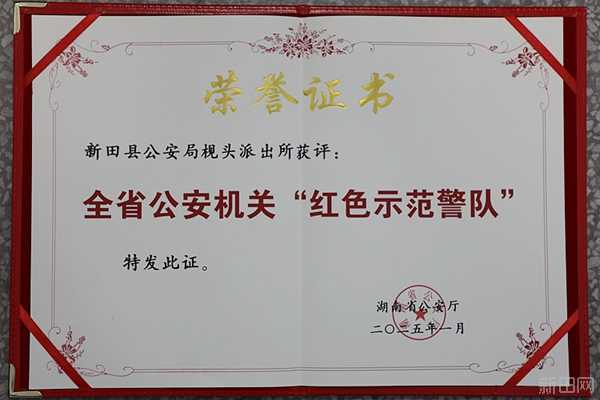 荣誉证书
新田县公安局枧头派出所获评：
全省公安机关“红色示范警队”
特发此证。
湖南省公安厅
二〇二五年一月
新田网